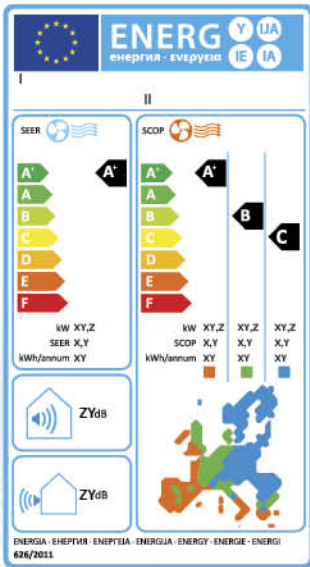 ENERG Y IJA
енергия · ενεργεια IE IA
I
II
SEER
A+
A
B
C
D
E
F
A+
kW XY,Z
SEER X,Y
kWh/annum XY
SCOP
A+
A
B
C
D
E
F
A+
B
C
kW XY,Z XY,Z XY,Z
SCOP X,Y X,Y X,Y
kWh/annum XY XY XY
ZYdB
ZYdB
ENERGIA · ЕНЕРГИЯ · ΕΝΕΡΓΕΙΑ · ENERGIJA · ENERGY · ENERGIE · ENERGI
626/2011